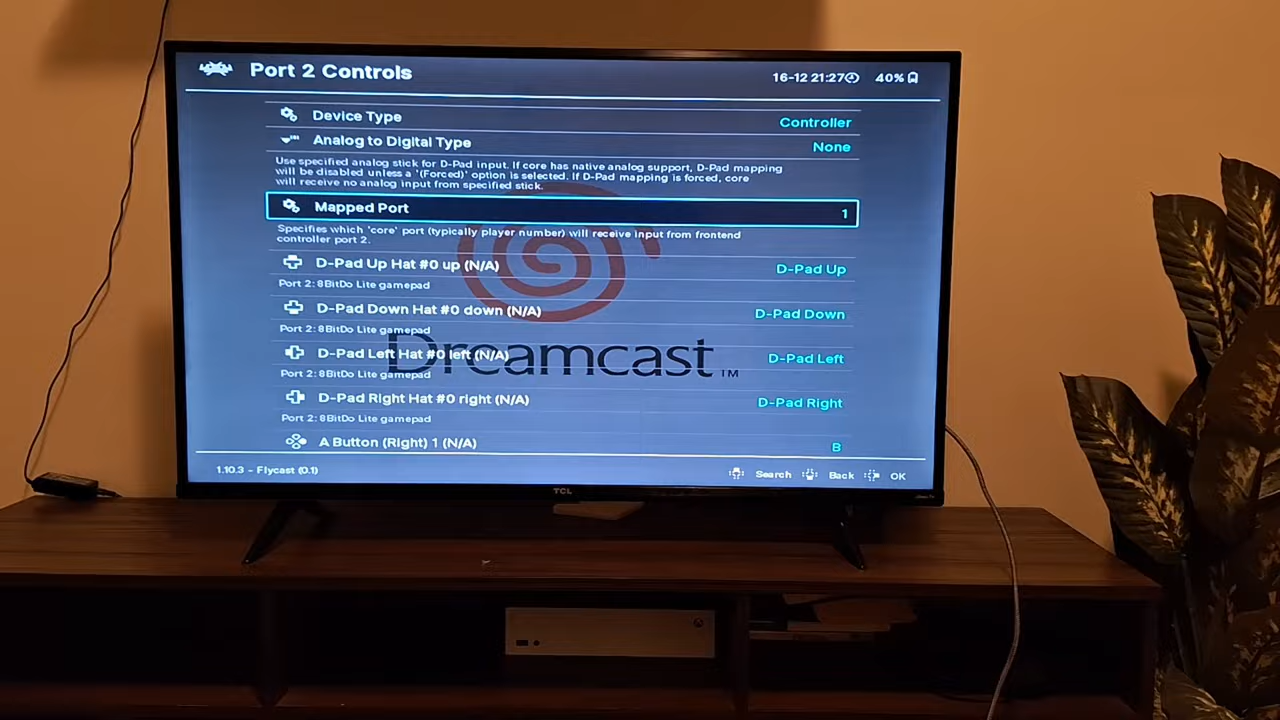 Port 2 Controls
16-12 21:27
40%
Device Type
Controller
Analog to Digital Type
None
Use specified analog stick for D-Pad input. If core has native analog support, D-Pad mapping
will be disabled unless a '(Forced)' option is selected. If D-Pad mapping is forced, core
will receive no analog input from specified stick.
Mapped Port
1
Specifies which 'core' port (typically player number) will receive input from frontend
controller port 2.
D-Pad Up Hat #0 up (N/A)
D-Pad Up
Port 2: 8BitDo Lite gamepad
D-Pad Down Hat #0 down (N/A)
D-Pad Down
Port 2: 8BitDo Lite gamepad
D-Pad Left Hat #0 left (N/A)
D-Pad Left
Dreamcast TM
Port 2: 8BitDo Lite gamepad
D-Pad Right Hat #0 right (N/A)
D-Pad Right
Port 2: 8BitDo Lite gamepad
A Button (Right) 1 (N/A)
B
1.10.3 - Flycast (0.1)
Search
Back
OK
TCL